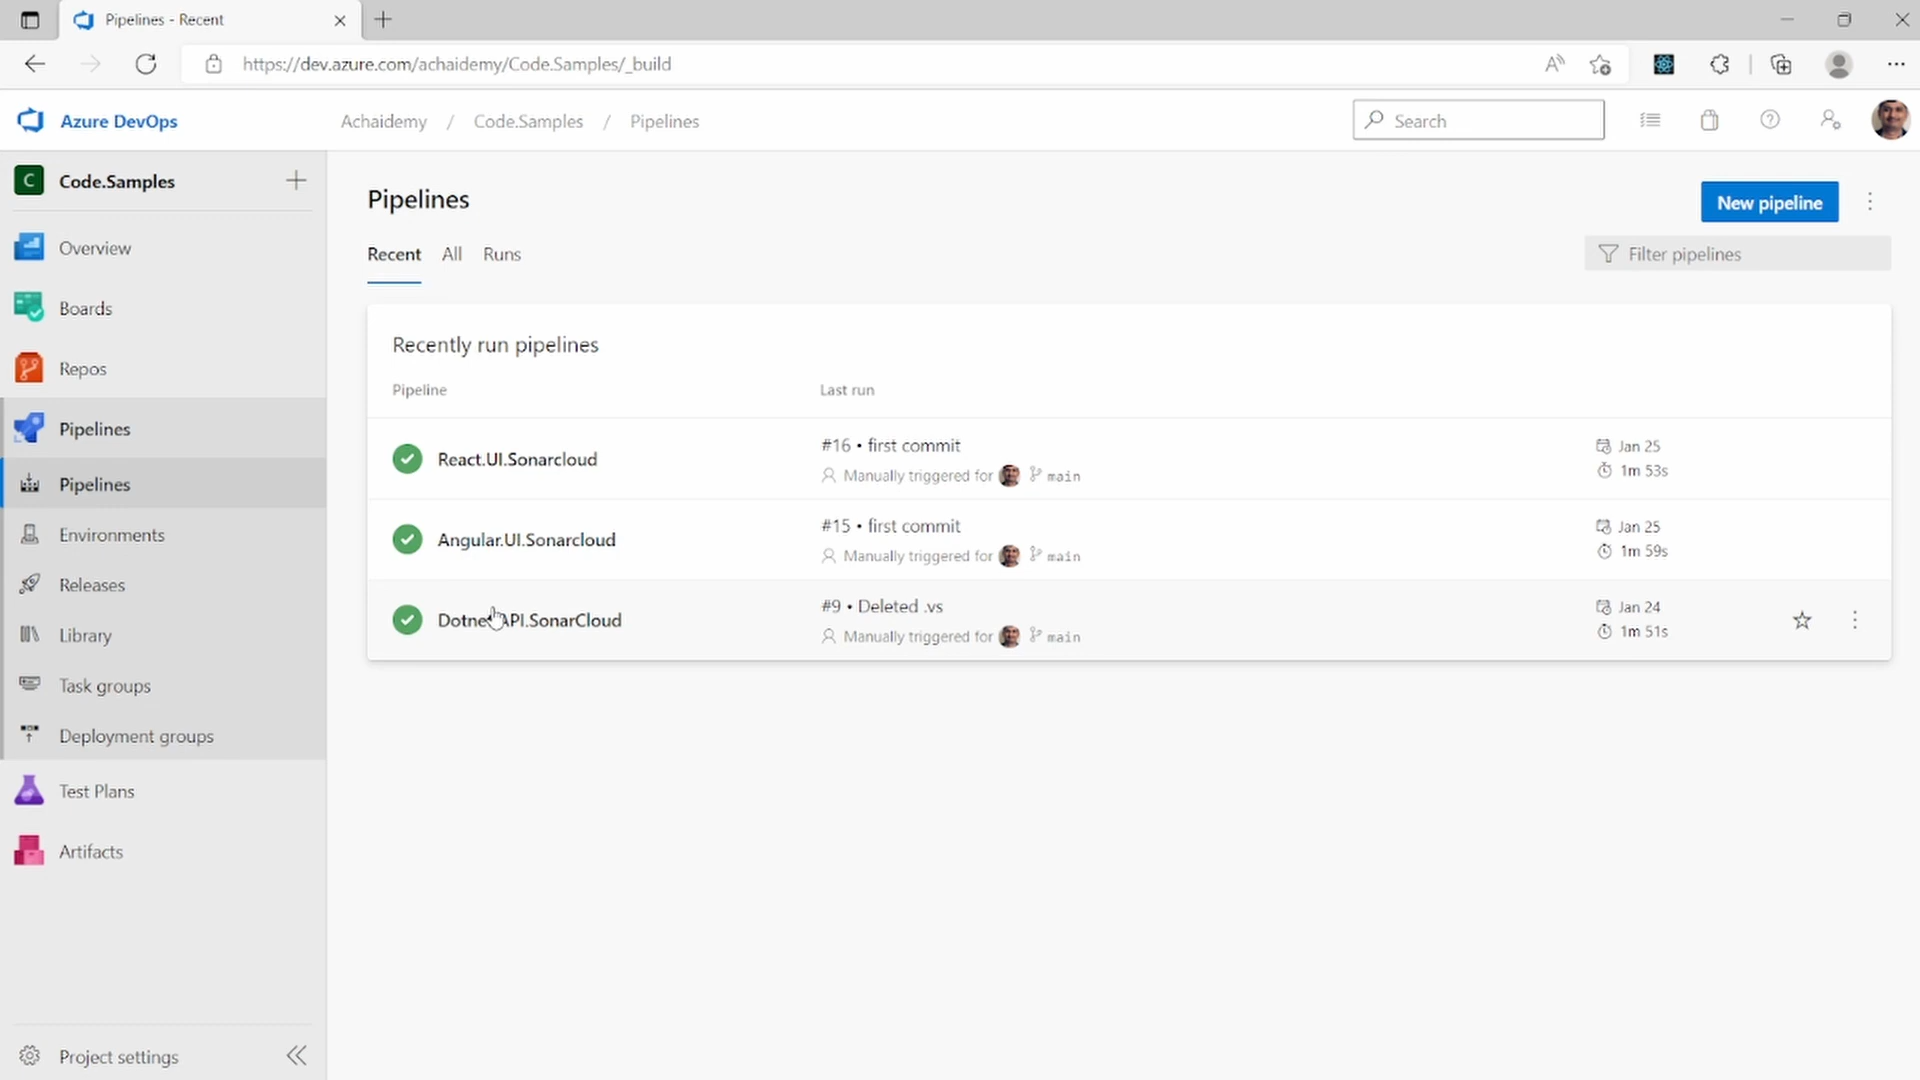 Pipelines - Recent
https://dev.azure.com/achaidemy/Code.Samples/_build
Azure DevOps
Achaidemy / Code.Samples / Pipelines
Search
C Code.Samples
Overview
Boards
Repos
Pipelines
Pipelines
Environments
Releases
Library
Task groups
Deployment groups
Test Plans
Artifacts
Project settings
Pipelines
New pipeline
Recent All Runs
Filter pipelines
Recently run pipelines
Pipeline Last run
React.UI.Sonarcloud
#16 • first commit
Manually triggered for main
Jan 25
1m 53s
Angular.UI.Sonarcloud
#15 • first commit
Manually triggered for main
Jan 25
1m 59s
Dotnet.API.SonarCloud
#9 • Deleted .vs
Manually triggered for main
Jan 24
1m 51s